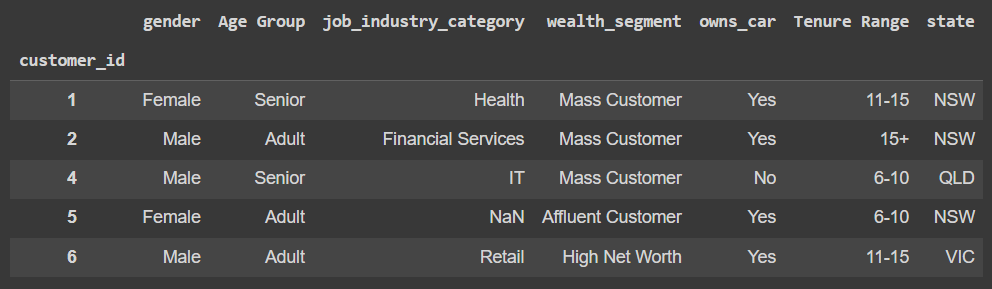 gender Age Group job_industry_category wealth_segment owns_car Tenure Range state
customer_id
1 Female Senior Health Mass Customer Yes 11-15 NSW
2 Male Adult Financial Services Mass Customer Yes 15+ NSW
4 Male Senior IT Mass Customer No 6-10 QLD
5 Female Adult NaN Affluent Customer Yes 6-10 NSW
6 Male Adult Retail High Net Worth Yes 11-15 VIC